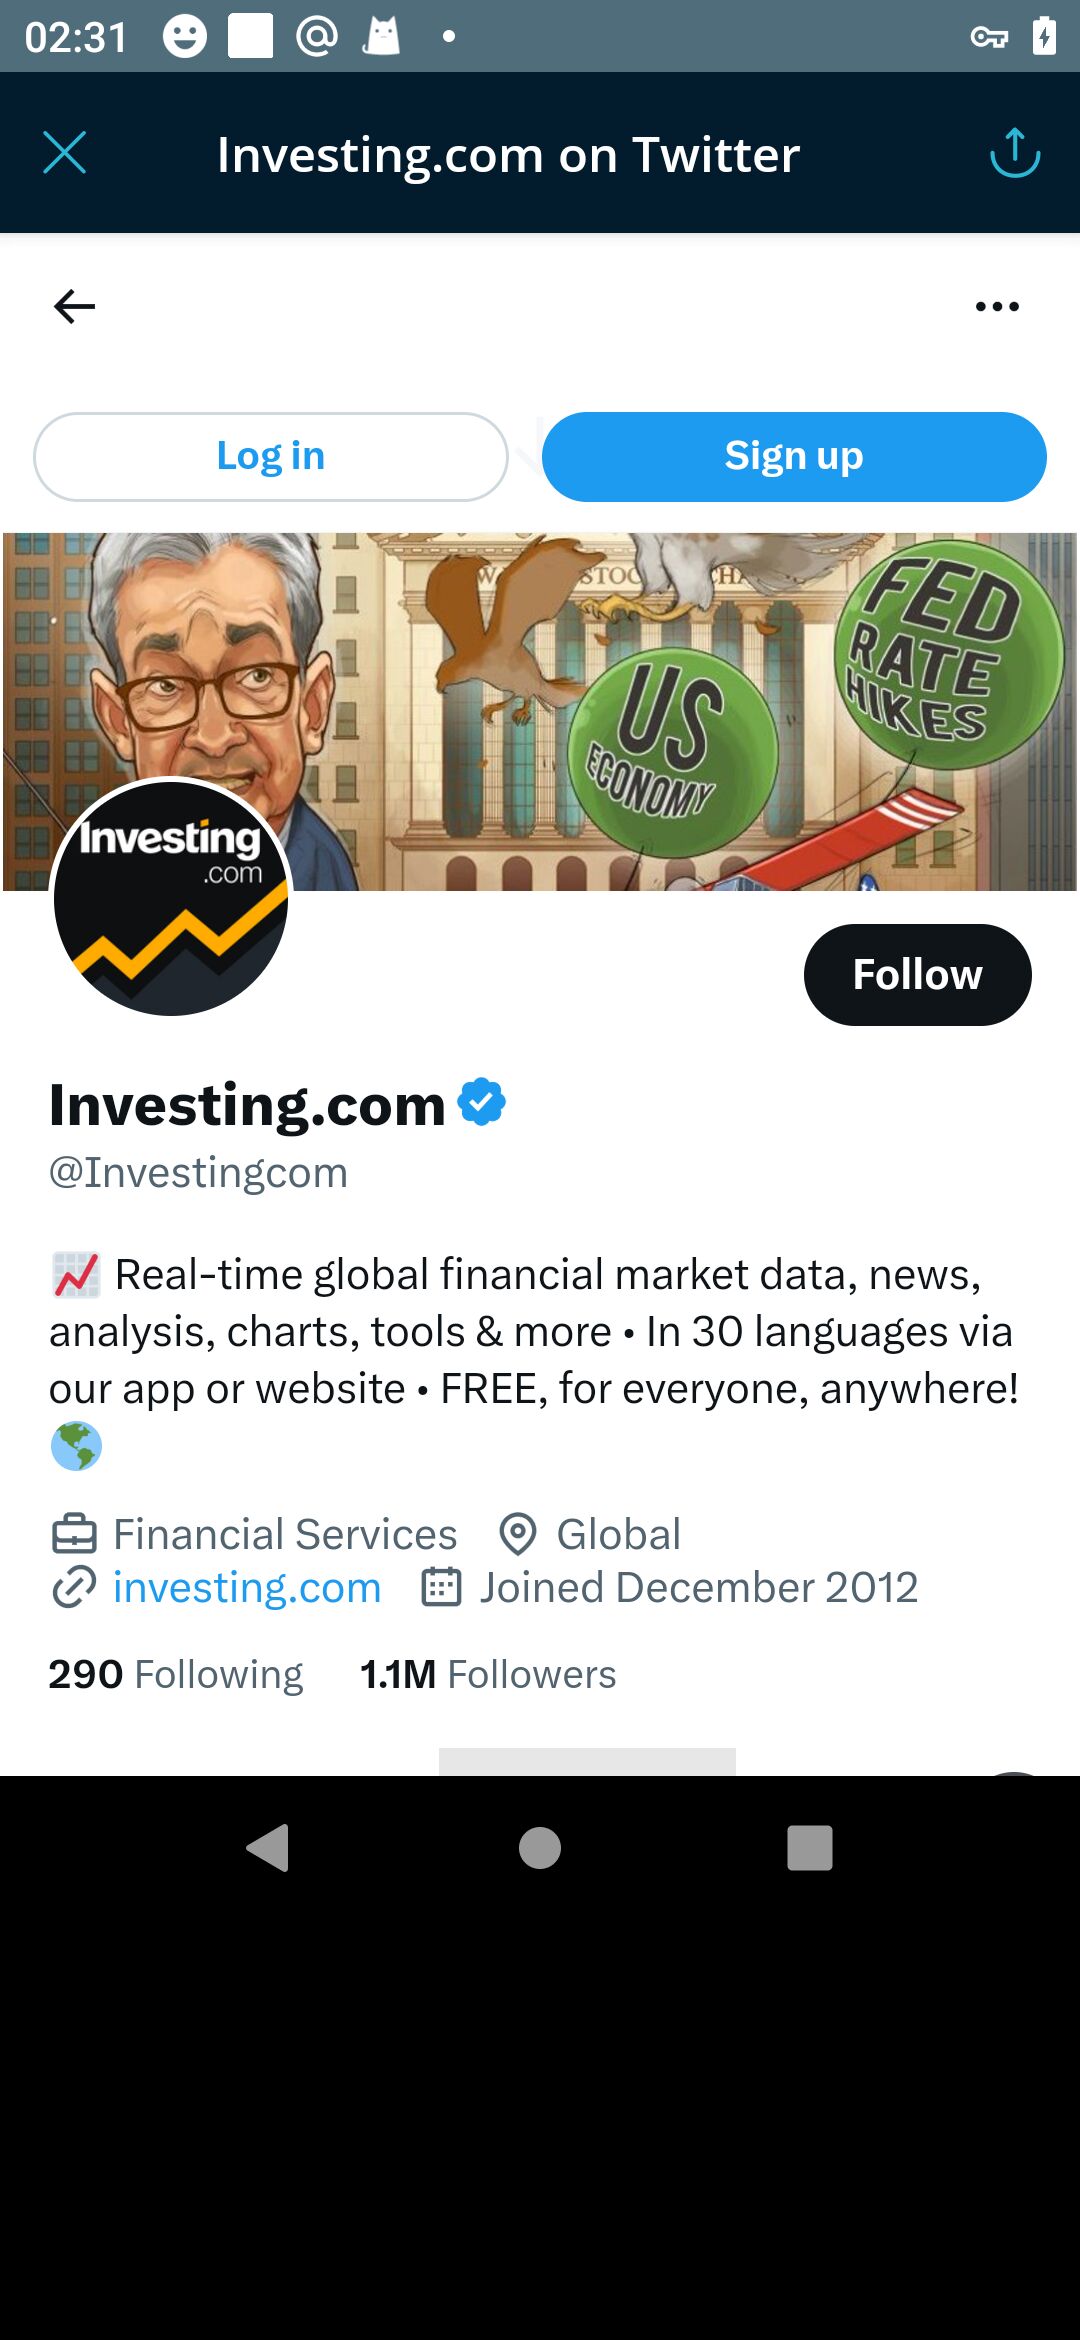 02:31
Investing.com on Twitter
Log in
Sign up
STOC
CHA
FED
RATE
HIKES
US
ECONOMY
Investing
.com
Follow
Investing.com
@Investingcom
📈 Real-time global financial market data, news,
analysis, charts, tools & more • In 30 languages via
our app or website • FREE, for everyone, anywhere!
🌎
Financial Services Global
investing.com Joined December 2012
290 Following 1.1M Followers